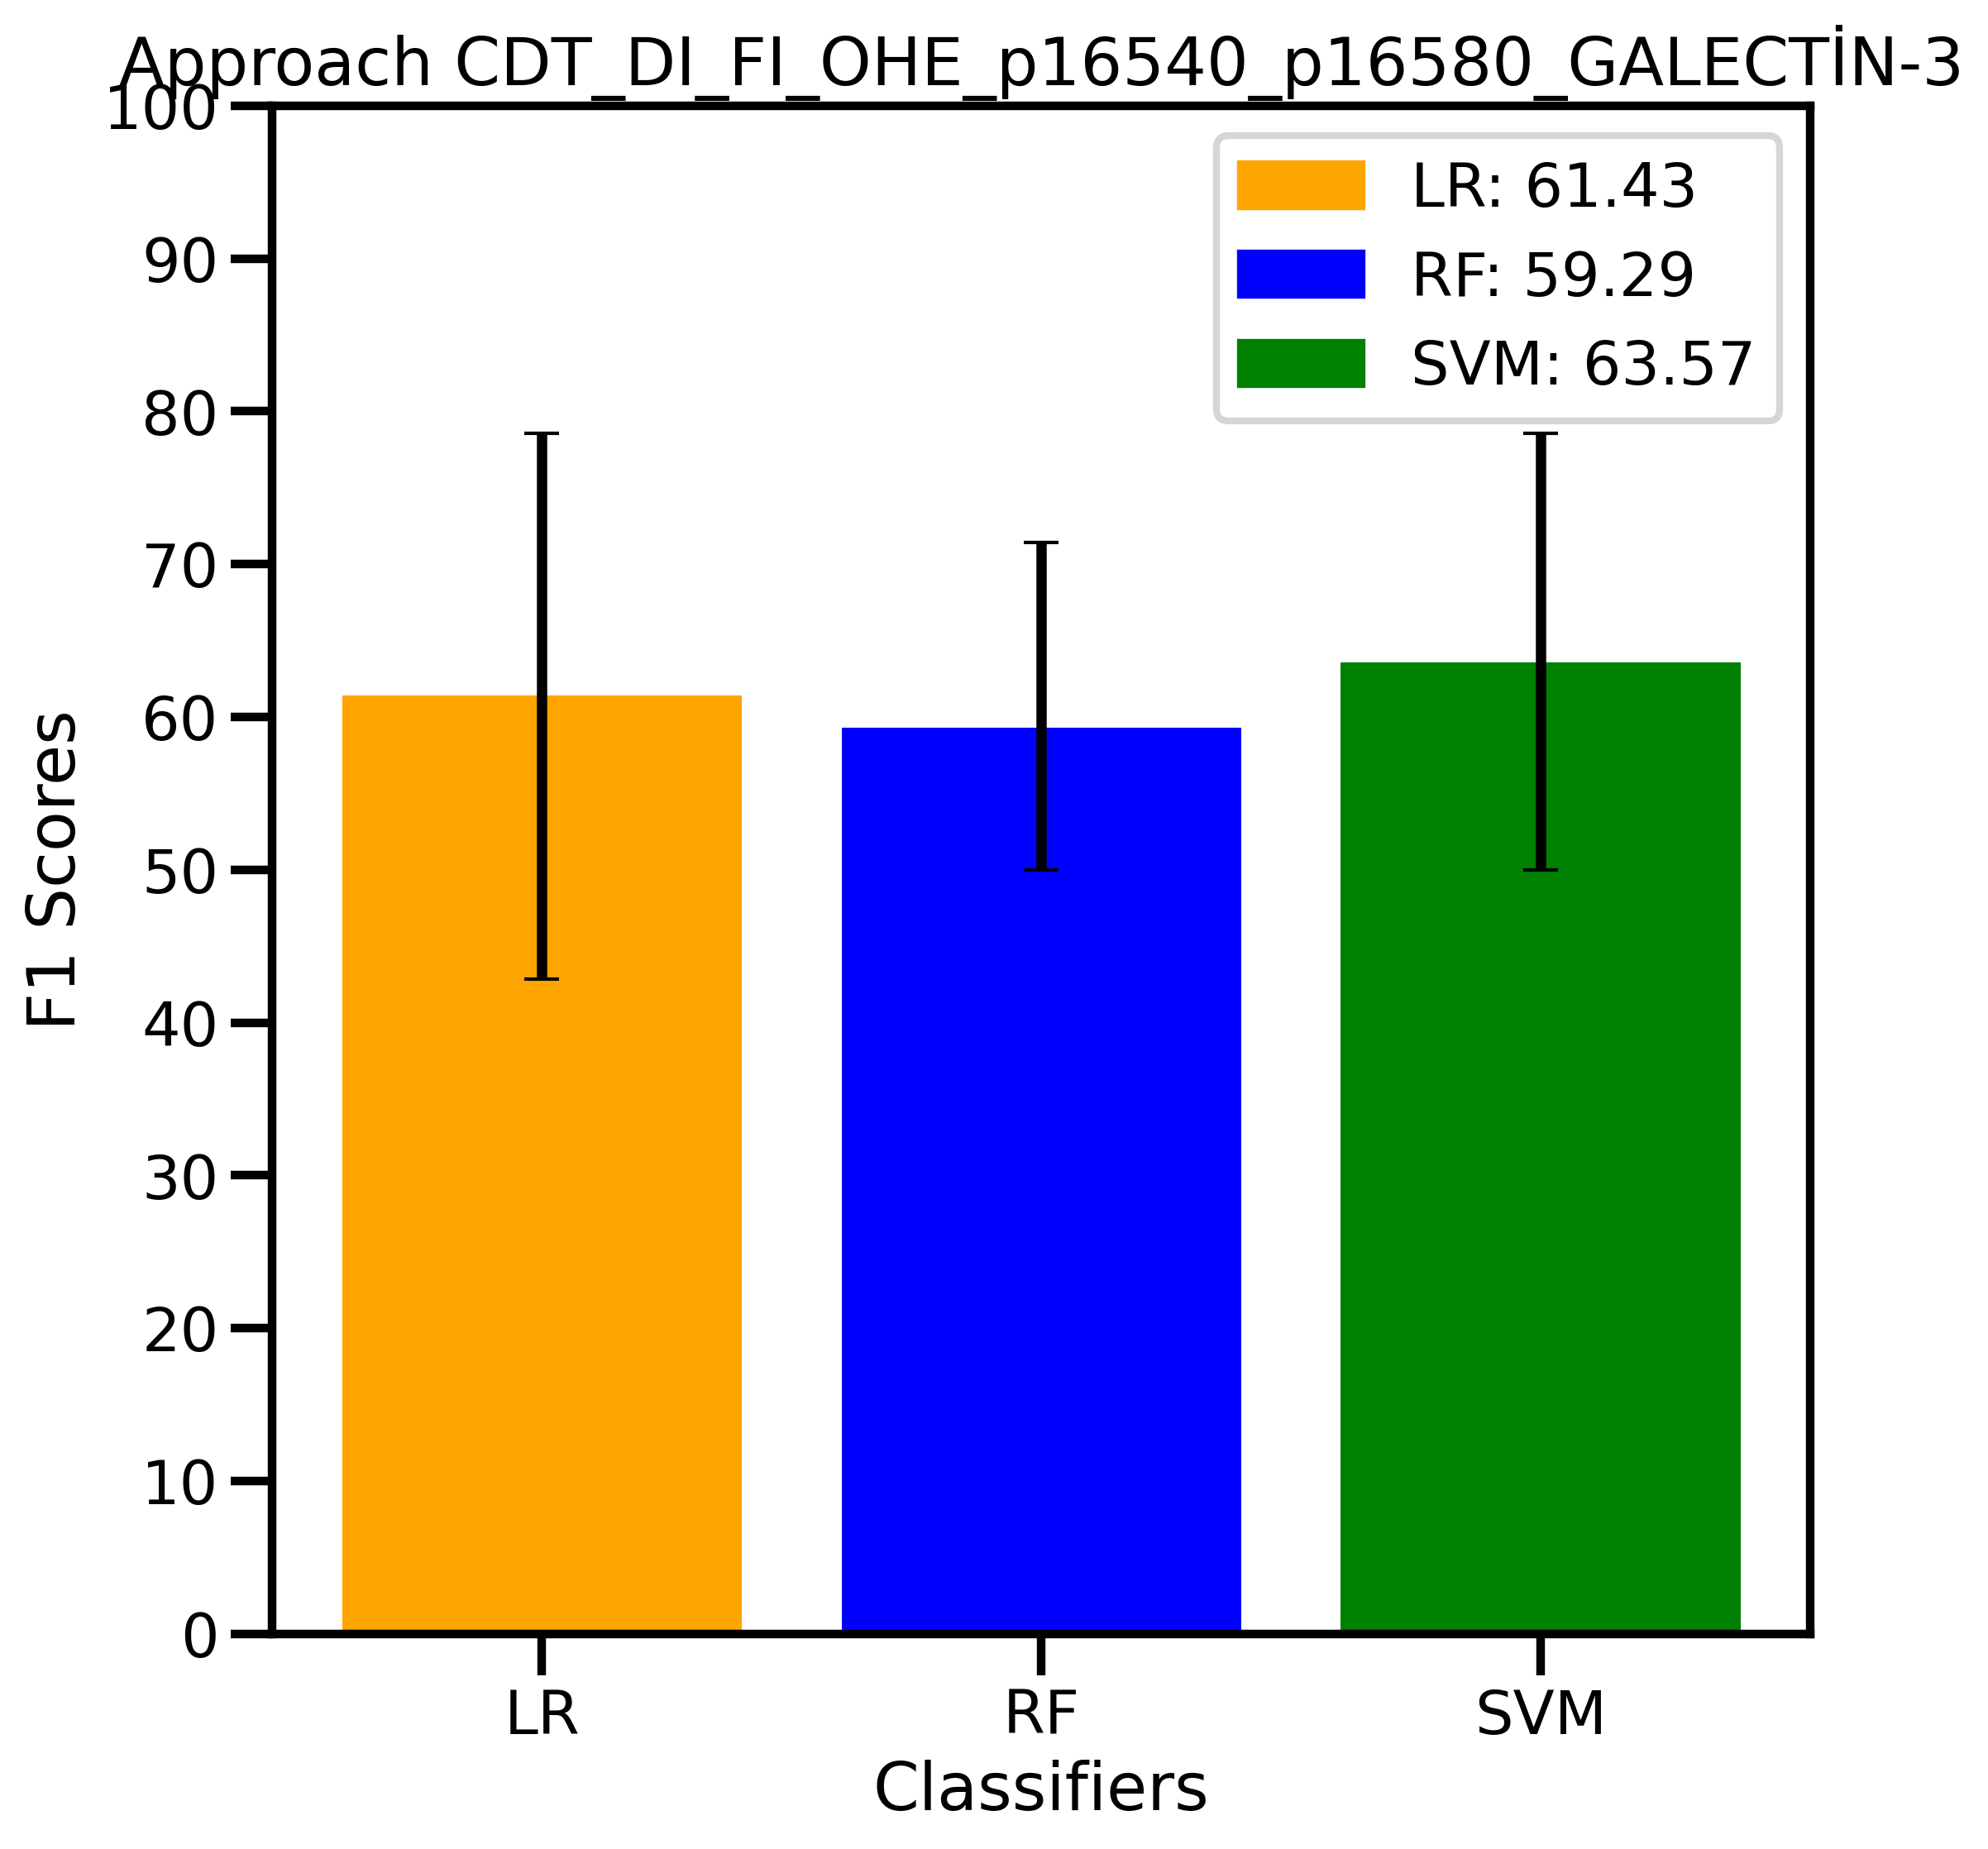 Approach CDT_DI_FI_OHE_p16540_p16580_GALECTİN-3
100
90
80
70
60
50
40
30
20
10
0
F1 Scores
LR: 61.43
RF: 59.29
SVM: 63.57
LR RF SVM
Classifiers